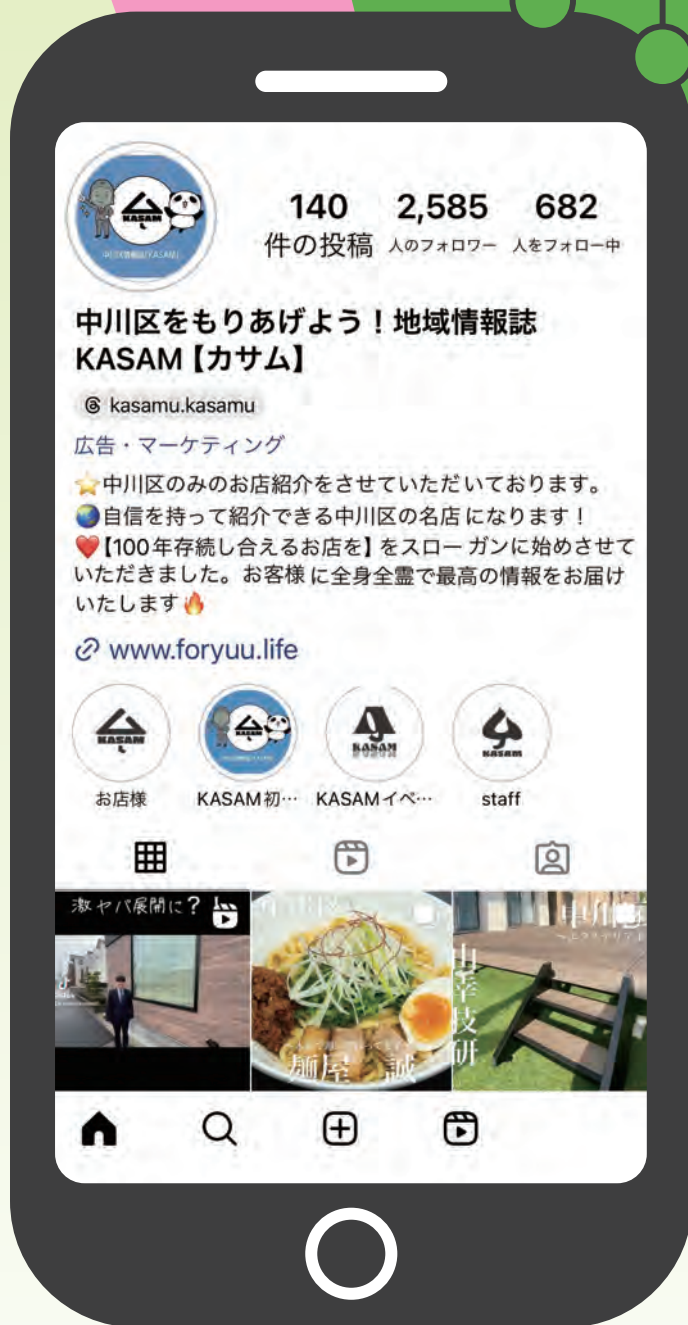 KASAM
140 2,585 682
件の投稿 人のフォロワー 人をフォロー中
中川区をもりあげよう！地域情報誌
KASAM【カサム】
kasamu.kasamu
広告・マーケティング
⭐中川区のみのお店紹介をさせていただいております。
🌏自信を持って紹介できる中川区の名店になります！
❤️【100年存続し合えるお店を】をスローガンに始めさせて
いただきました。お客様に全身全霊で最高の情報をお届け
いたします🔥
www.foryuu.life
KASAM KASAM KASAM KASAM
お店様 KASAM初… KASAMイベ… staff
激ヤバ展開に？
麺屋 誠
山幸技研